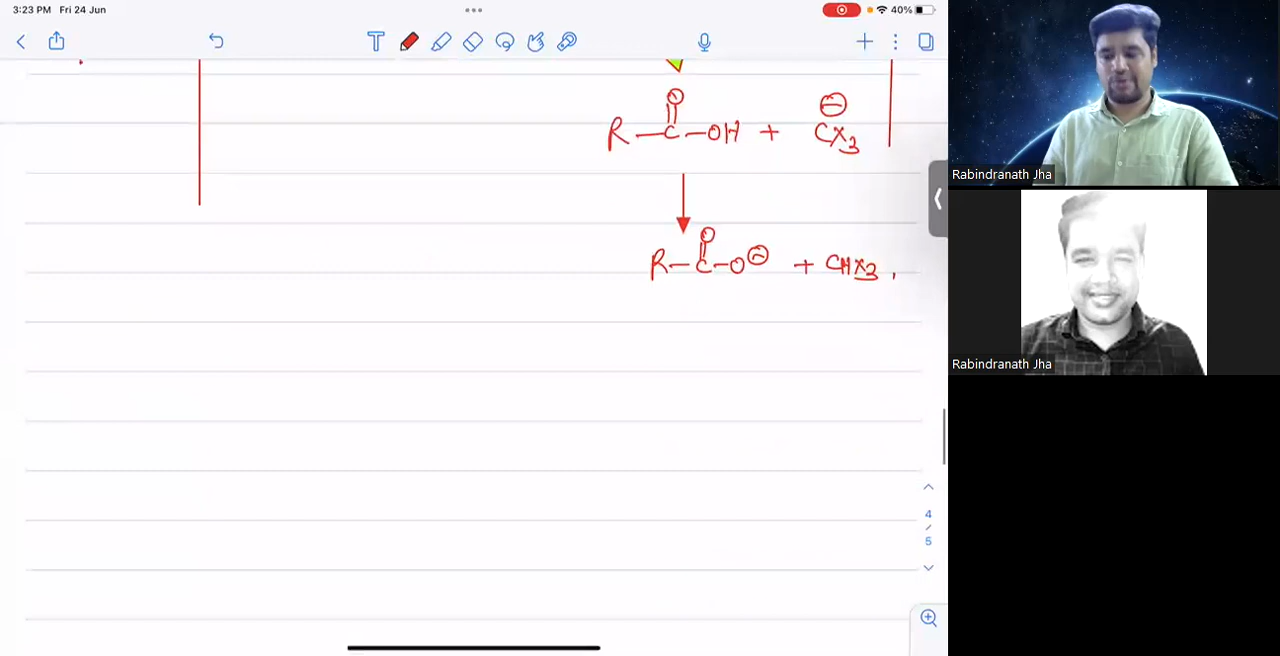 3:23 PM Fri 24 Jun
40%
T
O
R—C—OH + CX3 ⊖
O
R—C—O⊖ + CHX3,
4
/
5
Rabindranath Jha
Rabindranath Jha